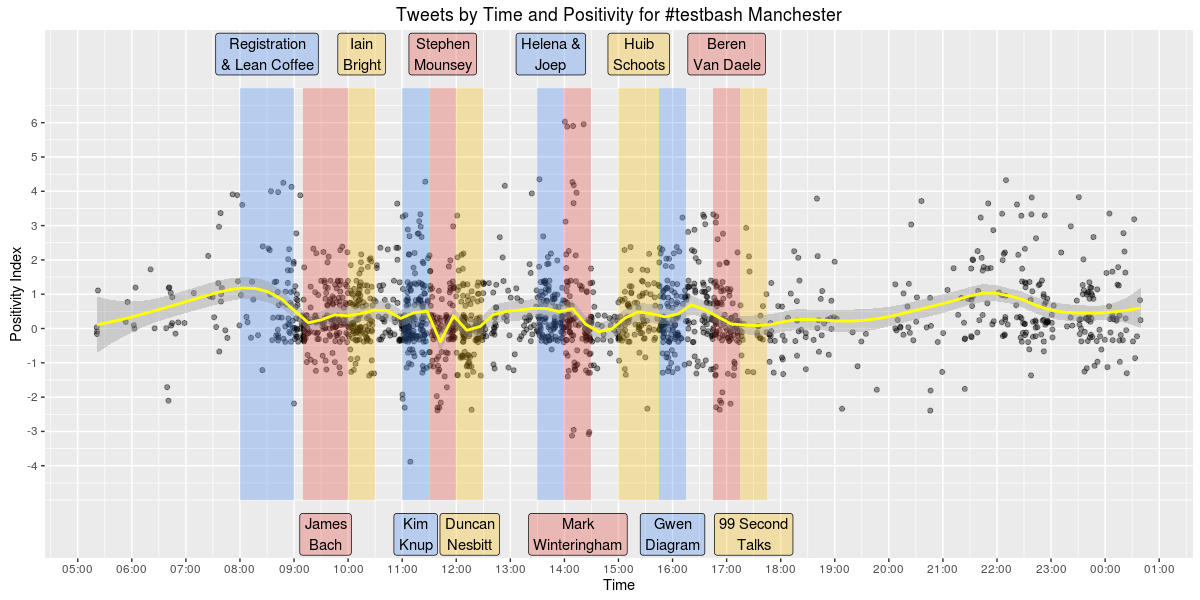 Tweets by Time and Positivity for #testbash Manchester
Registration
& Lean Coffee
Iain
Bright
Stephen
Mounsey
Helena &
Joep
Huib
Schoots
Beren
Van Daele
Positivity Index
6
5
4
3
2
1
0
-1
-2
-3
-4
James
Bach
Kim
Knup
Duncan
Nesbitt
Mark
Winteringham
Gwen
Diagram
99 Second
Talks
05:00 06:00 07:00 08:00 09:00 10:00 11:00 12:00 13:00 14:00 15:00 16:00 17:00 18:00 19:00 20:00 21:00 22:00 23:00 00:00 01:00
Time